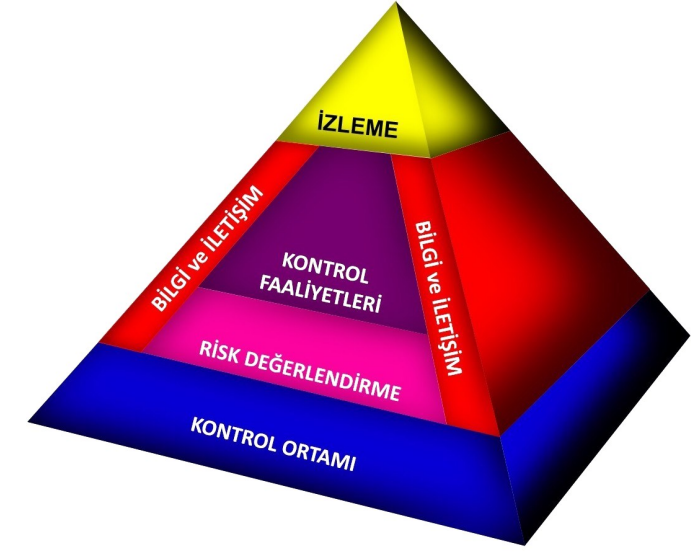 İZLEME
BİLGİ ve İLETİŞİM
BİLGİ ve İLETİŞİM
KONTROL
FAALİYETLERİ
RİSK DEĞERLENDİRME
KONTROL ORTAMI